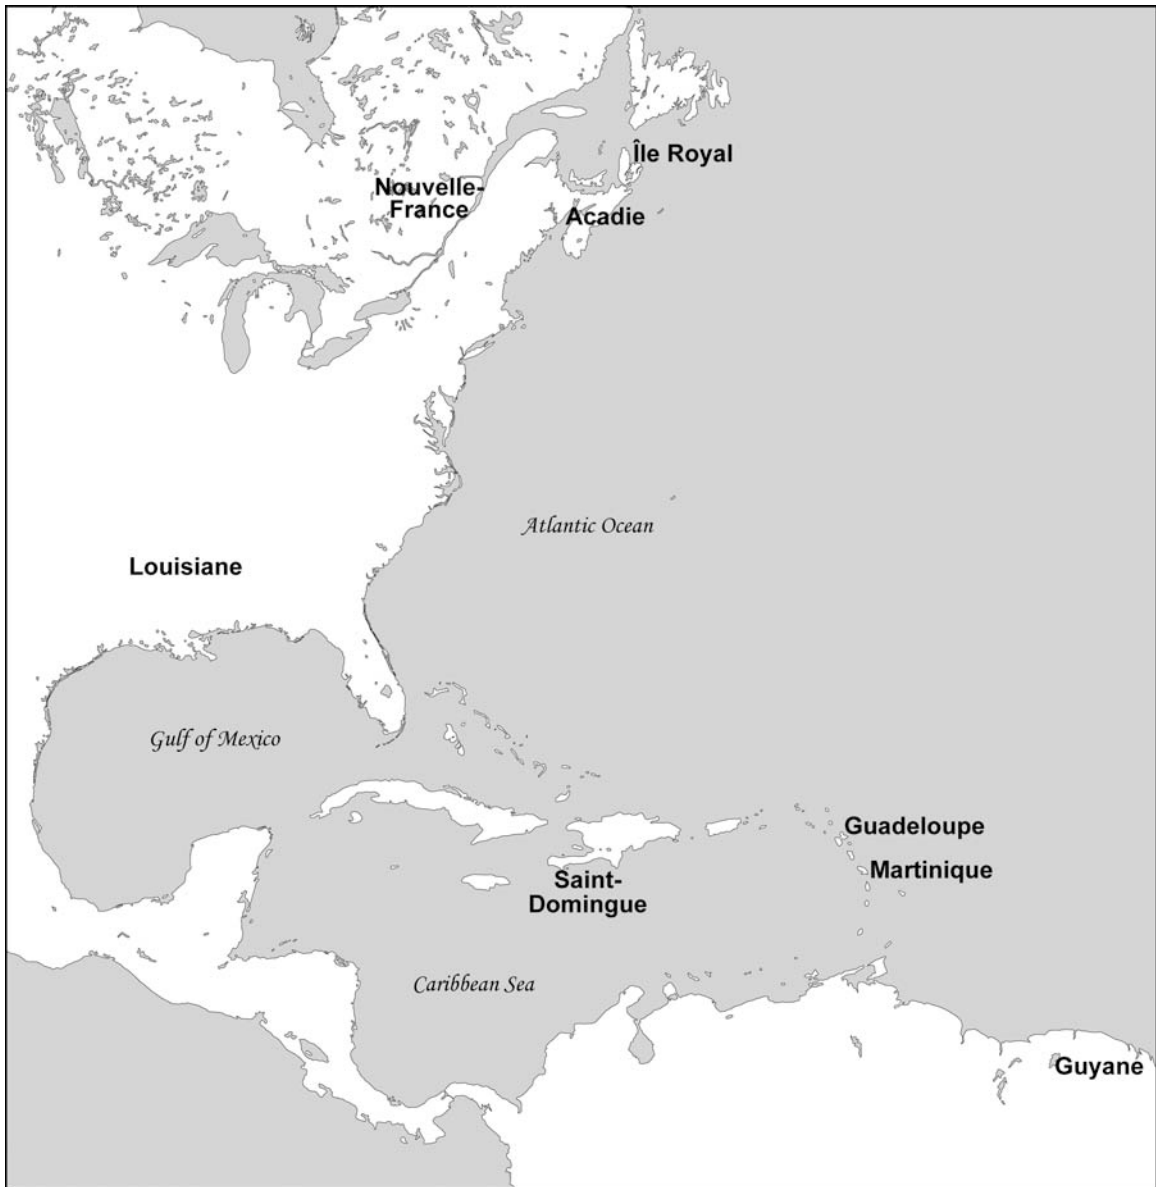 Île Royal
Nouvelle-
France
Acadie
Atlantic Ocean
Louisiane
Gulf of Mexico
Guadeloupe
Martinique
Saint-
Domingue
Caribbean Sea
Guyane